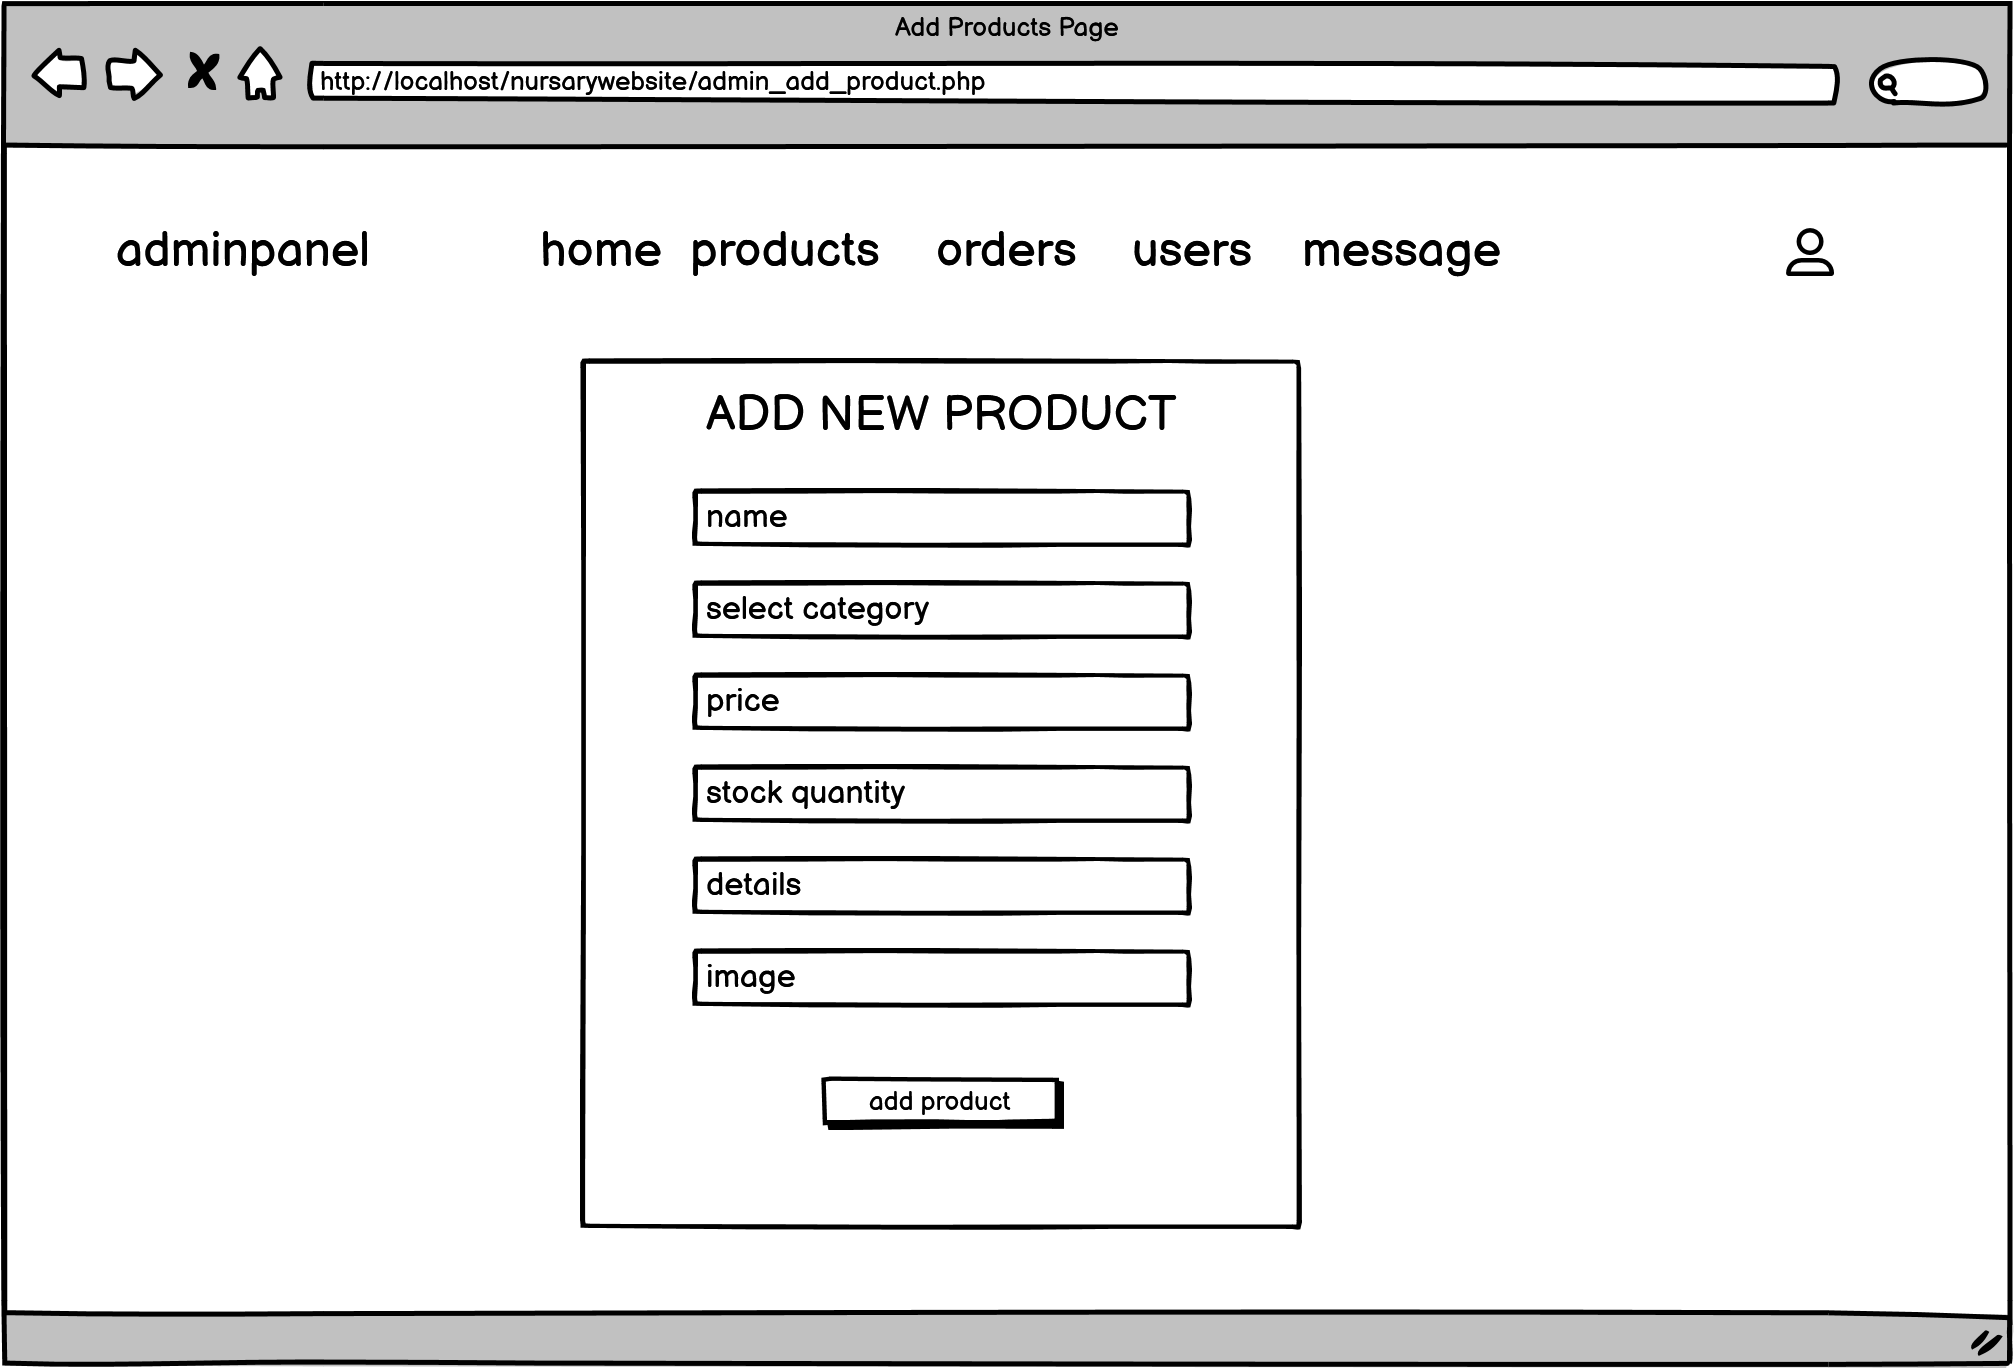 Add Products Page
http://localhost/nursarywebsite/admin_add_product.php
adminpanel home products orders users message
ADD NEW PRODUCT
name
select category
price
stock quantity
details
image
add product